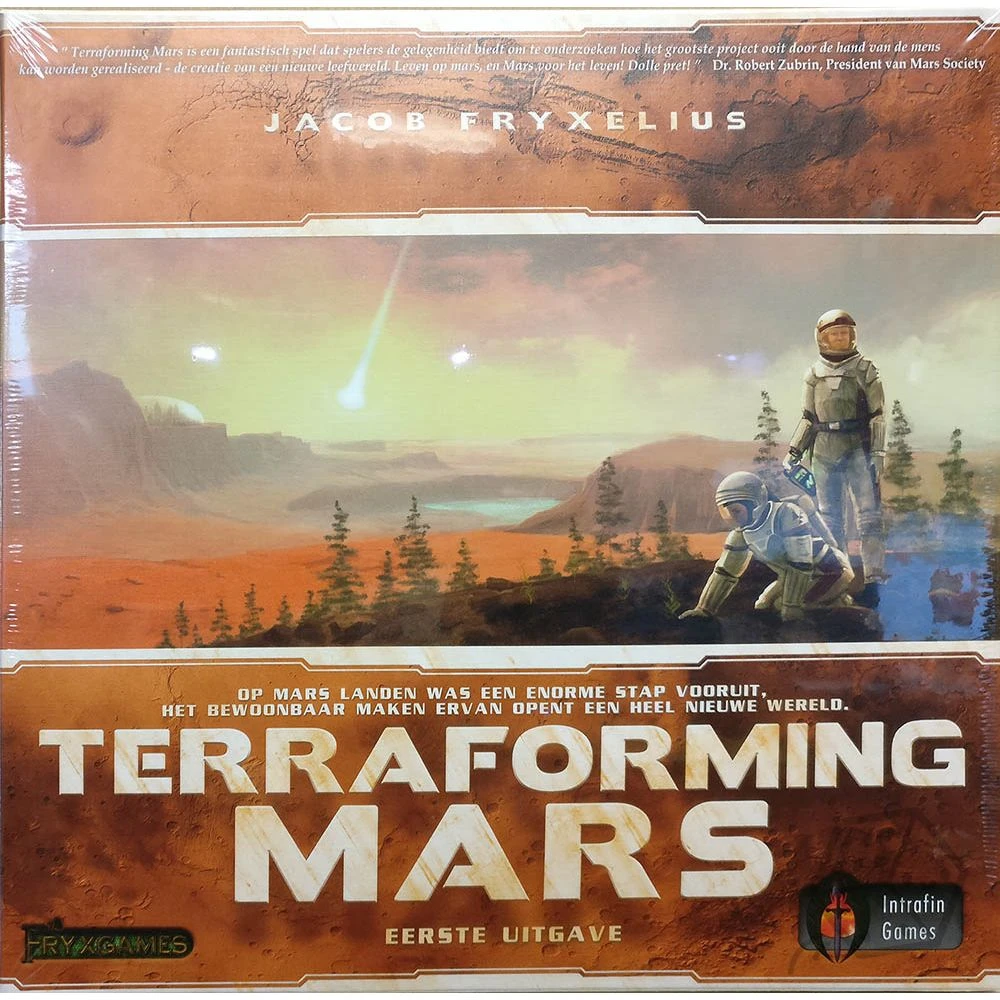 " Terraforming Mars is een fantastisch spel dat spelers de gelegenheid biedt om te onderzoeken hoe het grootste project ooit door de hand van de mens
kan worden gerealiseerd - de creatie van een nieuwe leefwereld. Leven op mars, en Mars voor het leven! Dolle pret! " Dr. Robert Zubrin, President van Mars Society
JACOB FRYXELIUS
OP MARS LANDEN WAS EEN ENORME STAP VOORUIT,
HET BEWOONBAAR MAKEN ERVAN OPENT EEN HEEL NIEUWE WERELD.
TERRAFORMING
MARS
EERSTE UITGAVE
FRYXGAMES
Intrafin
Games